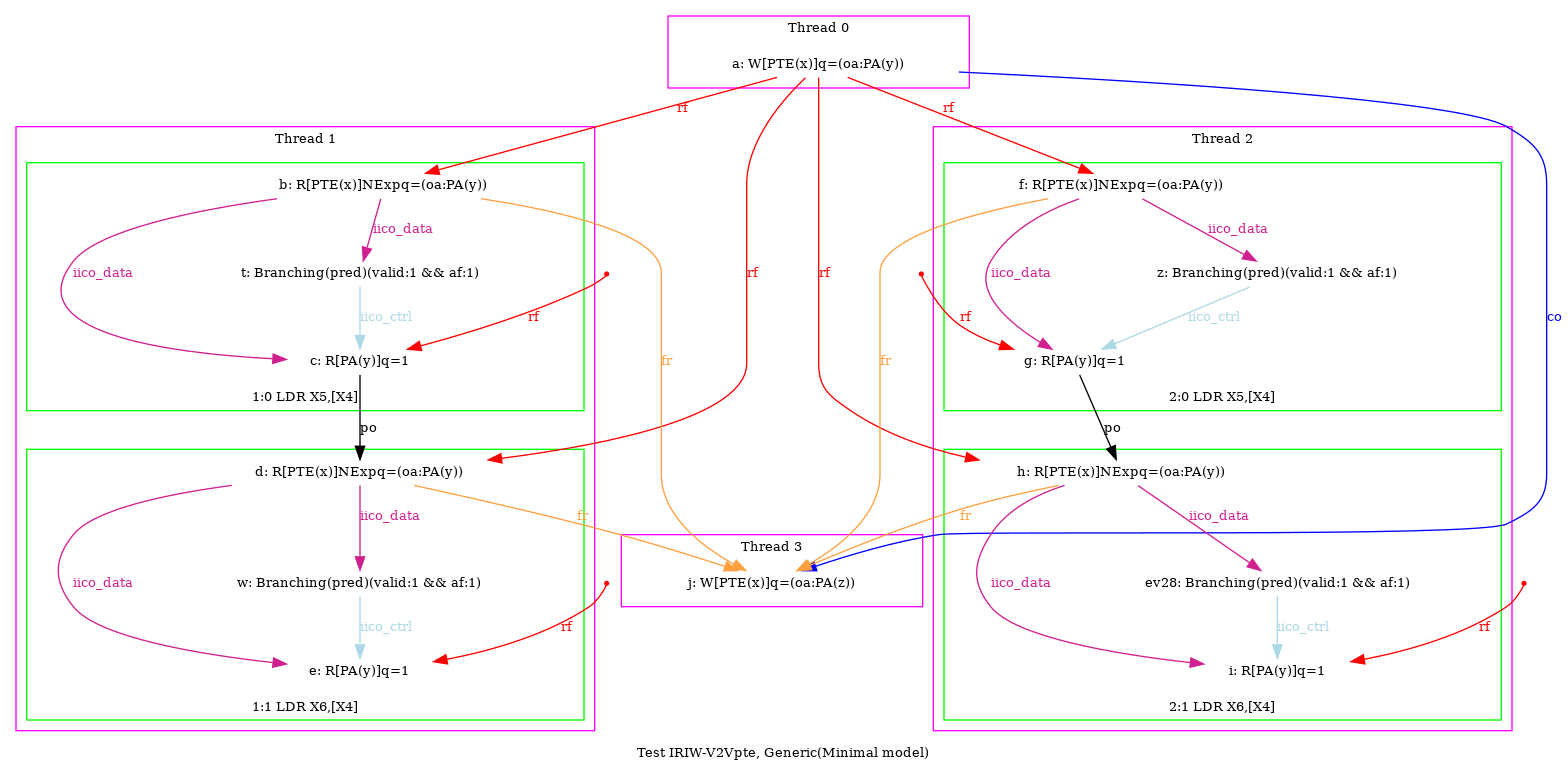 Thread 0
a: W[PTE(x)]q=(oa:PA(y))
rf
rf
Thread 1
Thread 2
b: R[PTE(x)]NExpq=(oa:PA(y))
f: R[PTE(x)]NExpq=(oa:PA(y))
iico_data
iico_data
iico_data
t: Branching(pred)(valid:1 && af:1)
rf
rf
iico_data
z: Branching(pred)(valid:1 && af:1)
iico_ctrl
rf
rf
iico_ctrl
co
c: R[PA(y)]q=1
fr
fr
g: R[PA(y)]q=1
1:0 LDR X5,[X4]
2:0 LDR X5,[X4]
po
po
d: R[PTE(x)]NExpq=(oa:PA(y))
h: R[PTE(x)]NExpq=(oa:PA(y))
iico_data
fr
fr
iico_data
Thread 3
iico_data
w: Branching(pred)(valid:1 && af:1)
j: W[PTE(x)]q=(oa:PA(z))
iico_data
ev28: Branching(pred)(valid:1 && af:1)
iico_ctrl
rf
iico_ctrl
rf
e: R[PA(y)]q=1
i: R[PA(y)]q=1
1:1 LDR X6,[X4]
2:1 LDR X6,[X4]
Test IRIW-V2Vpte, Generic(Minimal model)